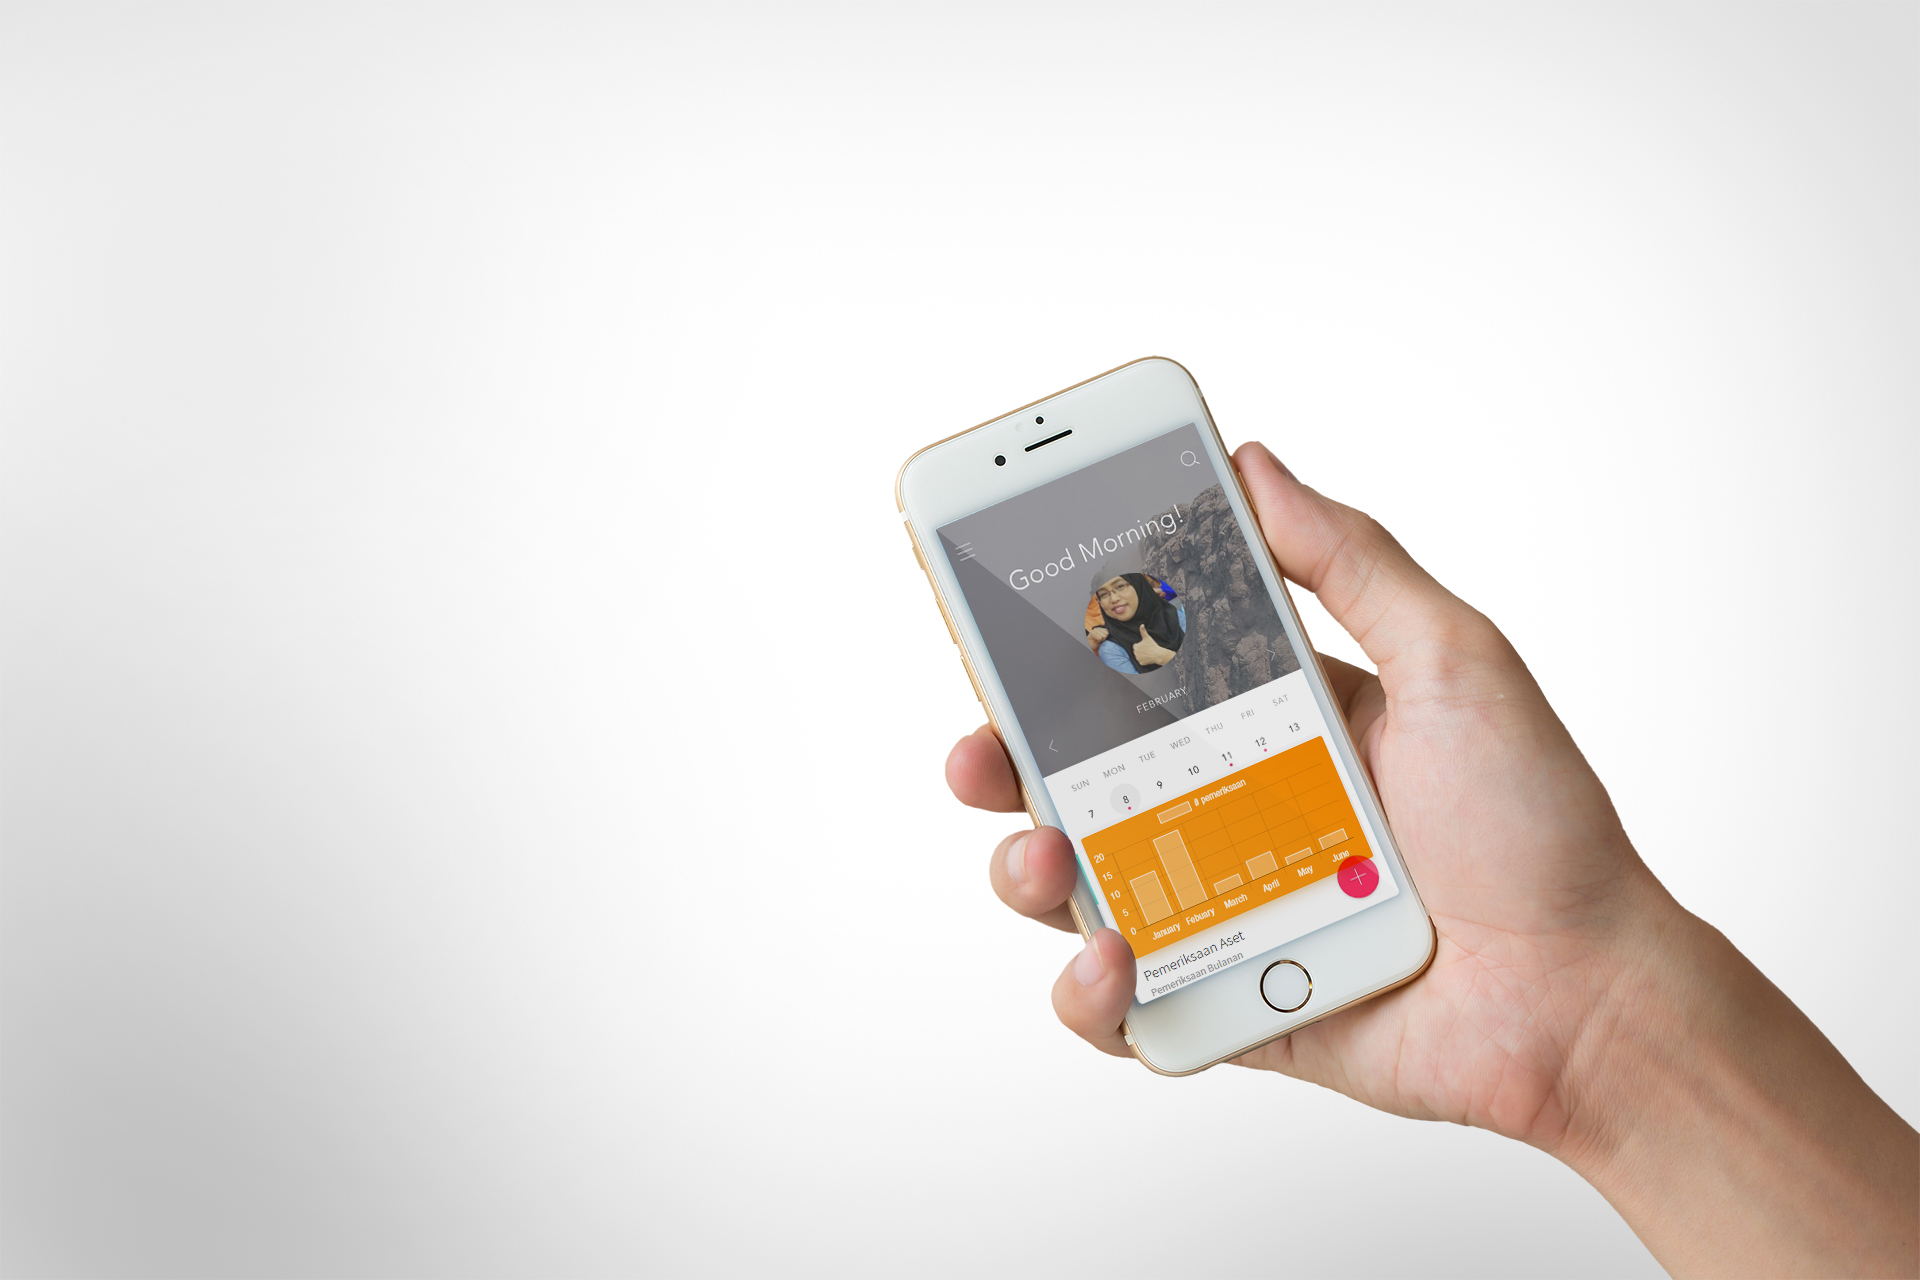 Good Morning!
FEBRUARY
SUN MON TUE WED THU FRI SAT
7 8 9 10 11 12 13
# pemeriksaan
20
15
10
5
0
January Febuary March April May June
Pemeriksaan Aset
Pemeriksaan Bulanan